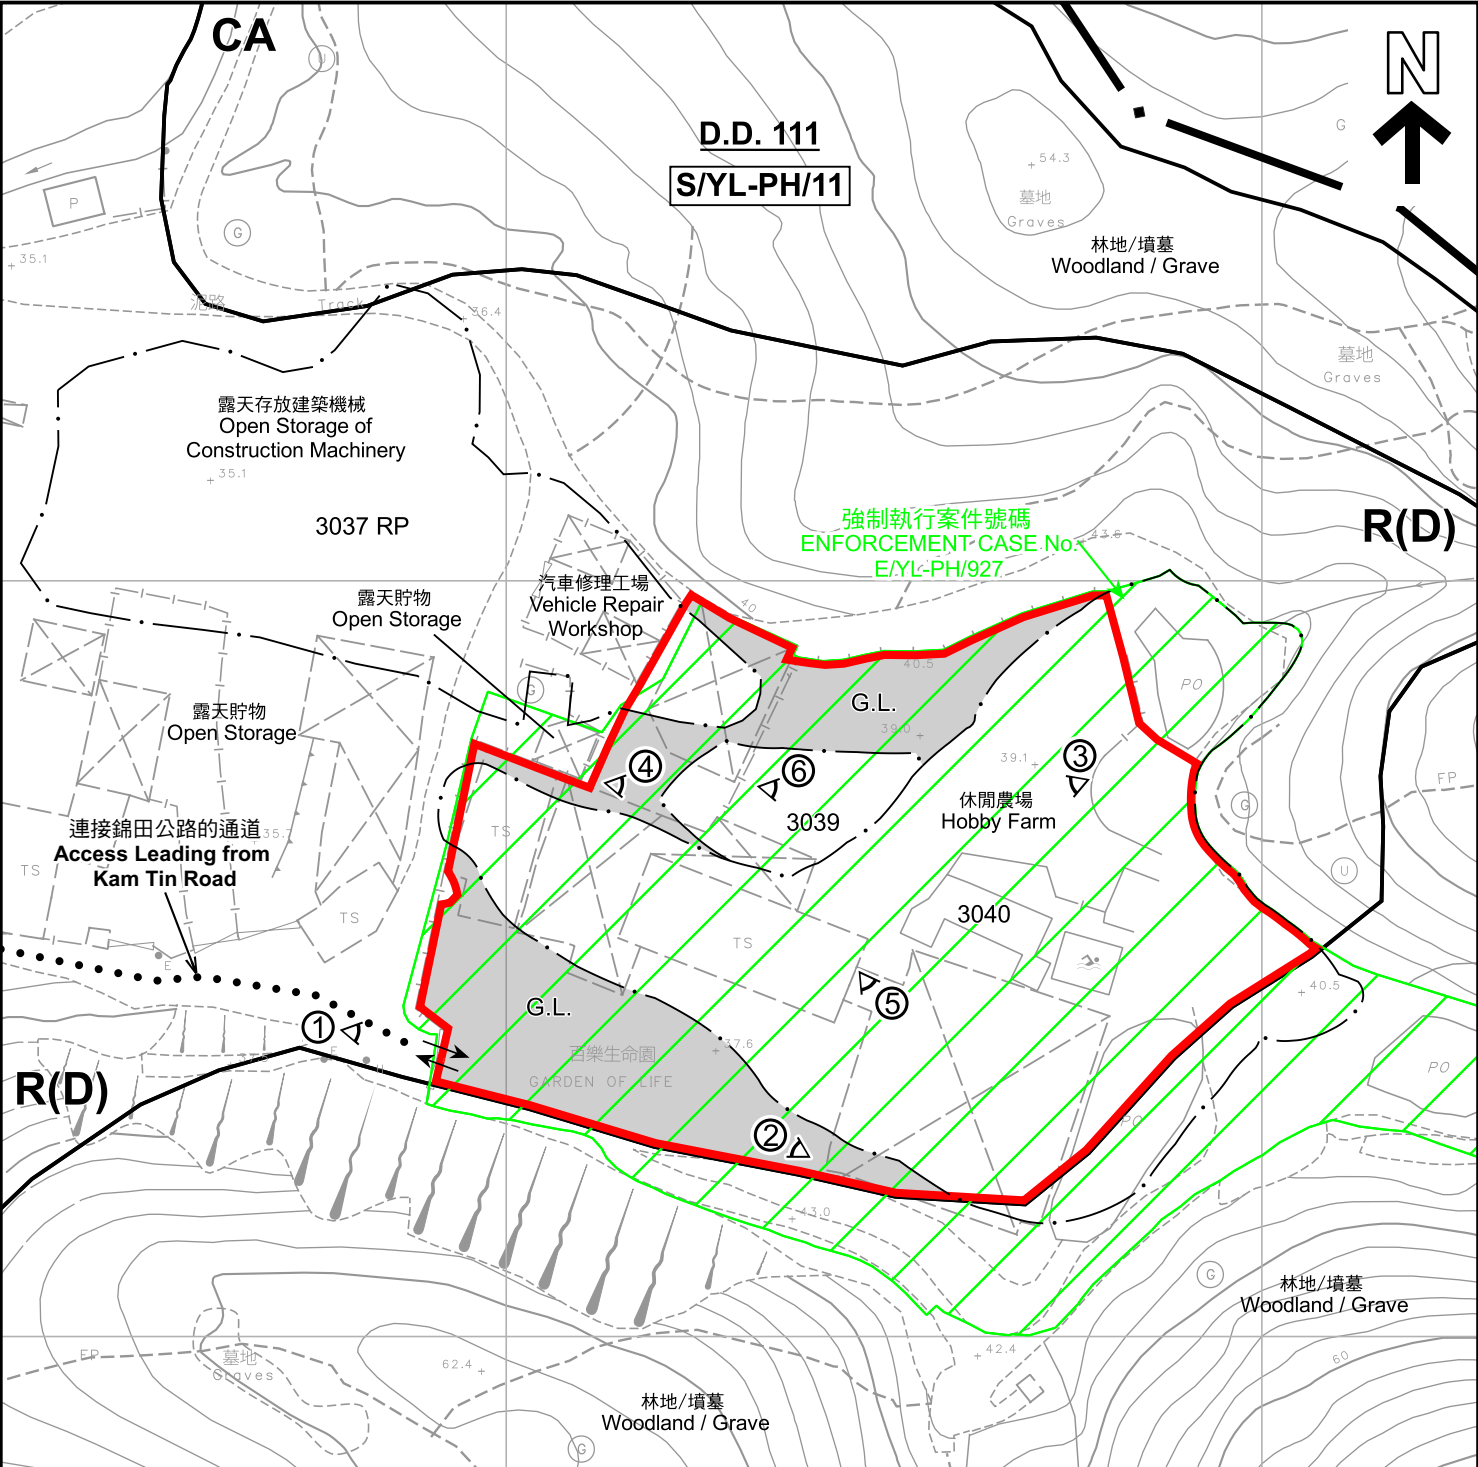 CA
N
D.D. 111
S/YL-PH/11
U
G
54.3
墓地
Graves
P
G
35.1
林地/墳墓
Woodland / Grave
泥路
Track
36.4
墓地
Graves
露天存放建築機械
Open Storage of
Construction Machinery
35.1
3037 RP
強制執行案件號碼
ENFORCEMENT CASE No.
E/YL-PH/927
43.6
R(D)
汽車修理工場
Vehicle Repair
Workshop
露天貯物
Open Storage
40
40.5
G
PO
G.L.
39.0
露天貯物
Open Storage
39.1
3
4
6
FP
休閒農場
Hobby Farm
3039
G
連接錦田公路的通道
Access Leading from
Kam Tin Road
35.7
TS
TS
U
TS
3040
TS
E
40.5
5
G.L.
1
E
百樂生命園
37.6
GARDEN OF LIFE
R(D)
PO
PO
2
43.0
G
林地/墳墓
Woodland / Grave
FP
墓地
Graves
62.4
42.4
60
林地/墳墓
Woodland / Grave
G